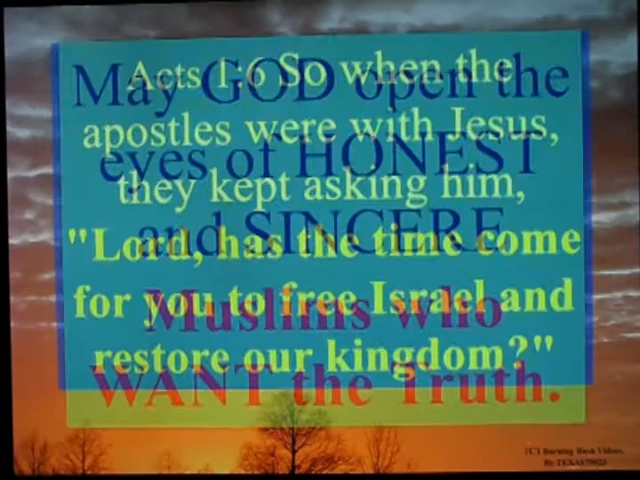 Acts 1:6 So when the
apostles were with Jesus,
they kept asking him,
"Lord, has the time come
for you to free Israel and
restore our kingdom?"
May GOD open the
eyes of HONEST
and SINCERE
Muslims who
WANT the Truth.
(C) Burning Bush Videos.
By TEXAS75023